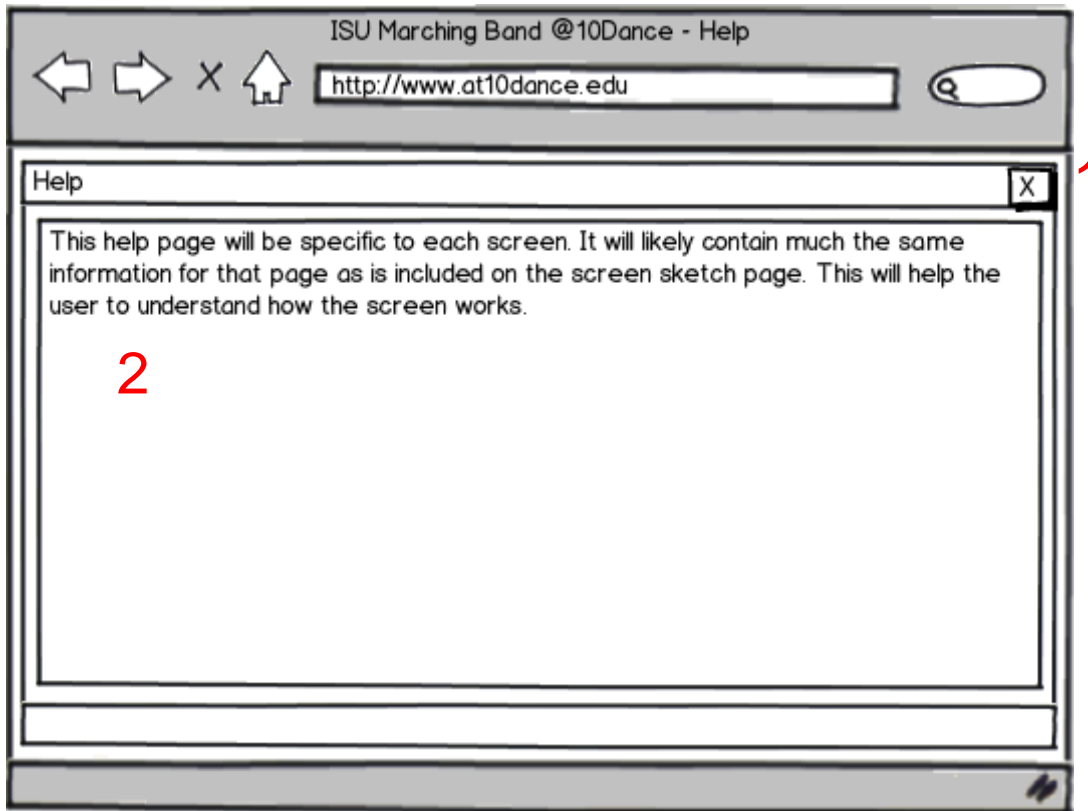 ISU Marching Band @10Dance - Help
X
http://www.at10dance.edu
Help
X
This help page will be specific to each screen. It will likely contain much the same
information for that page as is included on the screen sketch page. This will help the
user to understand how the screen works.
2